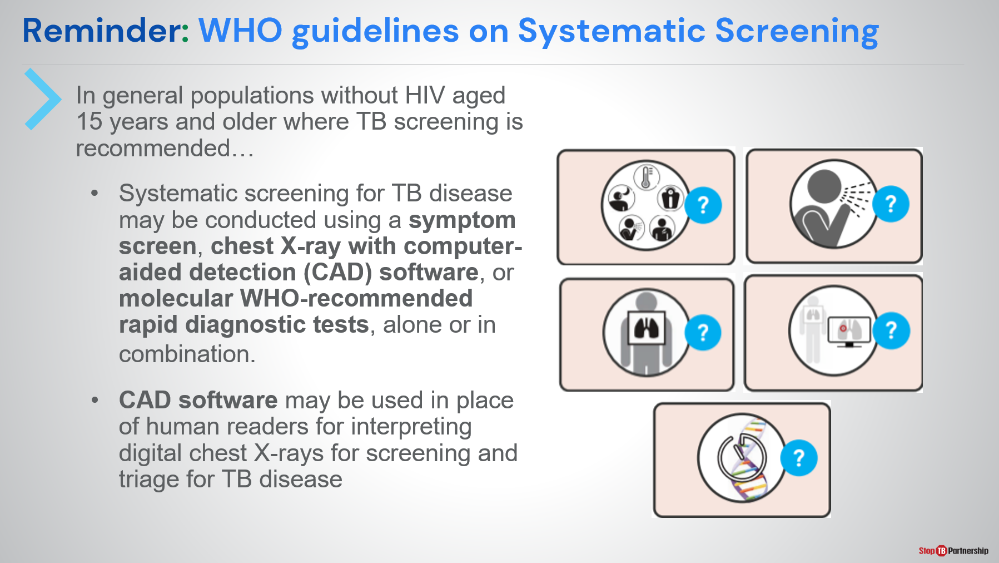 Reminder: WHO guidelines on Systematic Screening
In general populations without HIV aged
15 years and older where TB screening is
recommended…
• Systematic screening for TB disease
may be conducted using a symptom
screen, chest X-ray with computer-
aided detection (CAD) software, or
molecular WHO-recommended
rapid diagnostic tests, alone or in
combination.
• CAD software may be used in place
of human readers for interpreting
digital chest X-rays for screening and
triage for TB disease
?
?
?
?
?
Stop TB Partnership